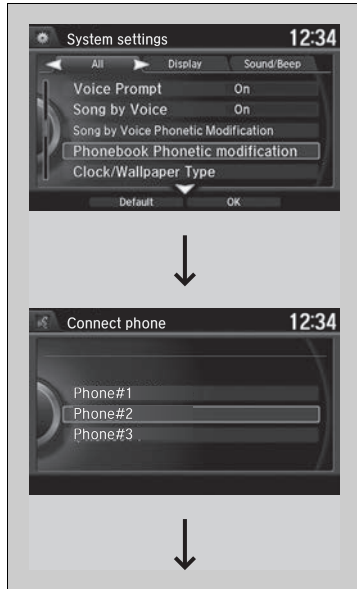 System settings 12:34
All Display Sound/Beep
Voice Prompt On
Song by Voice On
Song by Voice Phonetic Modification
Phonebook Phonetic modification
Clock/Wallpaper Type
Default OK
Connect phone 12:34
Phone#1
Phone#2
Phone#3